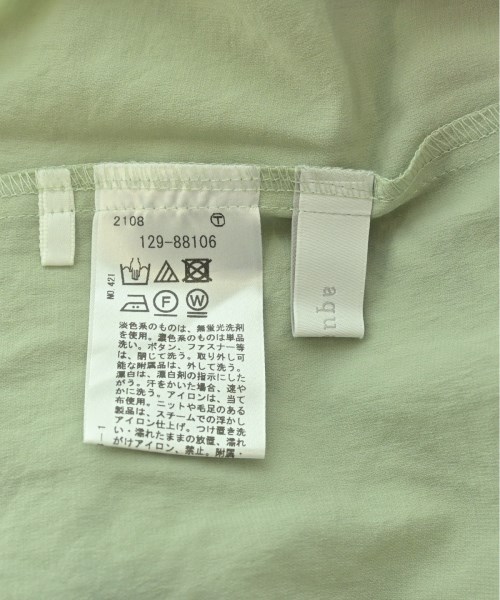 2108 Ⓣ
129-88106
NO.421
F W
淡色系のものは、無蛍光洗剤
を使用。濃色系のものは単品
洗い。ボタン、ファスナー等
は、閉じて洗う。取り外し可
能な附属品は、外して洗う。
漂白は、漂白剤の指示にした
がう。汗をかいた場合、速や
かに洗う。アイロンは、当て
布使用。ニットや毛足のある
製品は、スチームでの浮かし
アイロン仕上げ。つけ置き洗
い・濡れたままの放置、濡れ
がけアイロン、禁止。附属・
—1